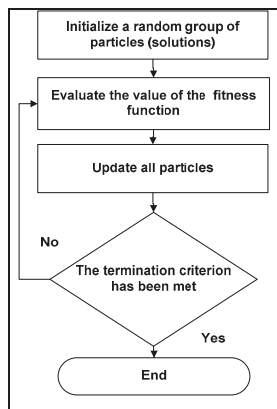 Initialize a random group of
particles (solutions)
Evaluate the value of the fitness
function
Update all particles
No
The termination criterion
has been met
Yes
End